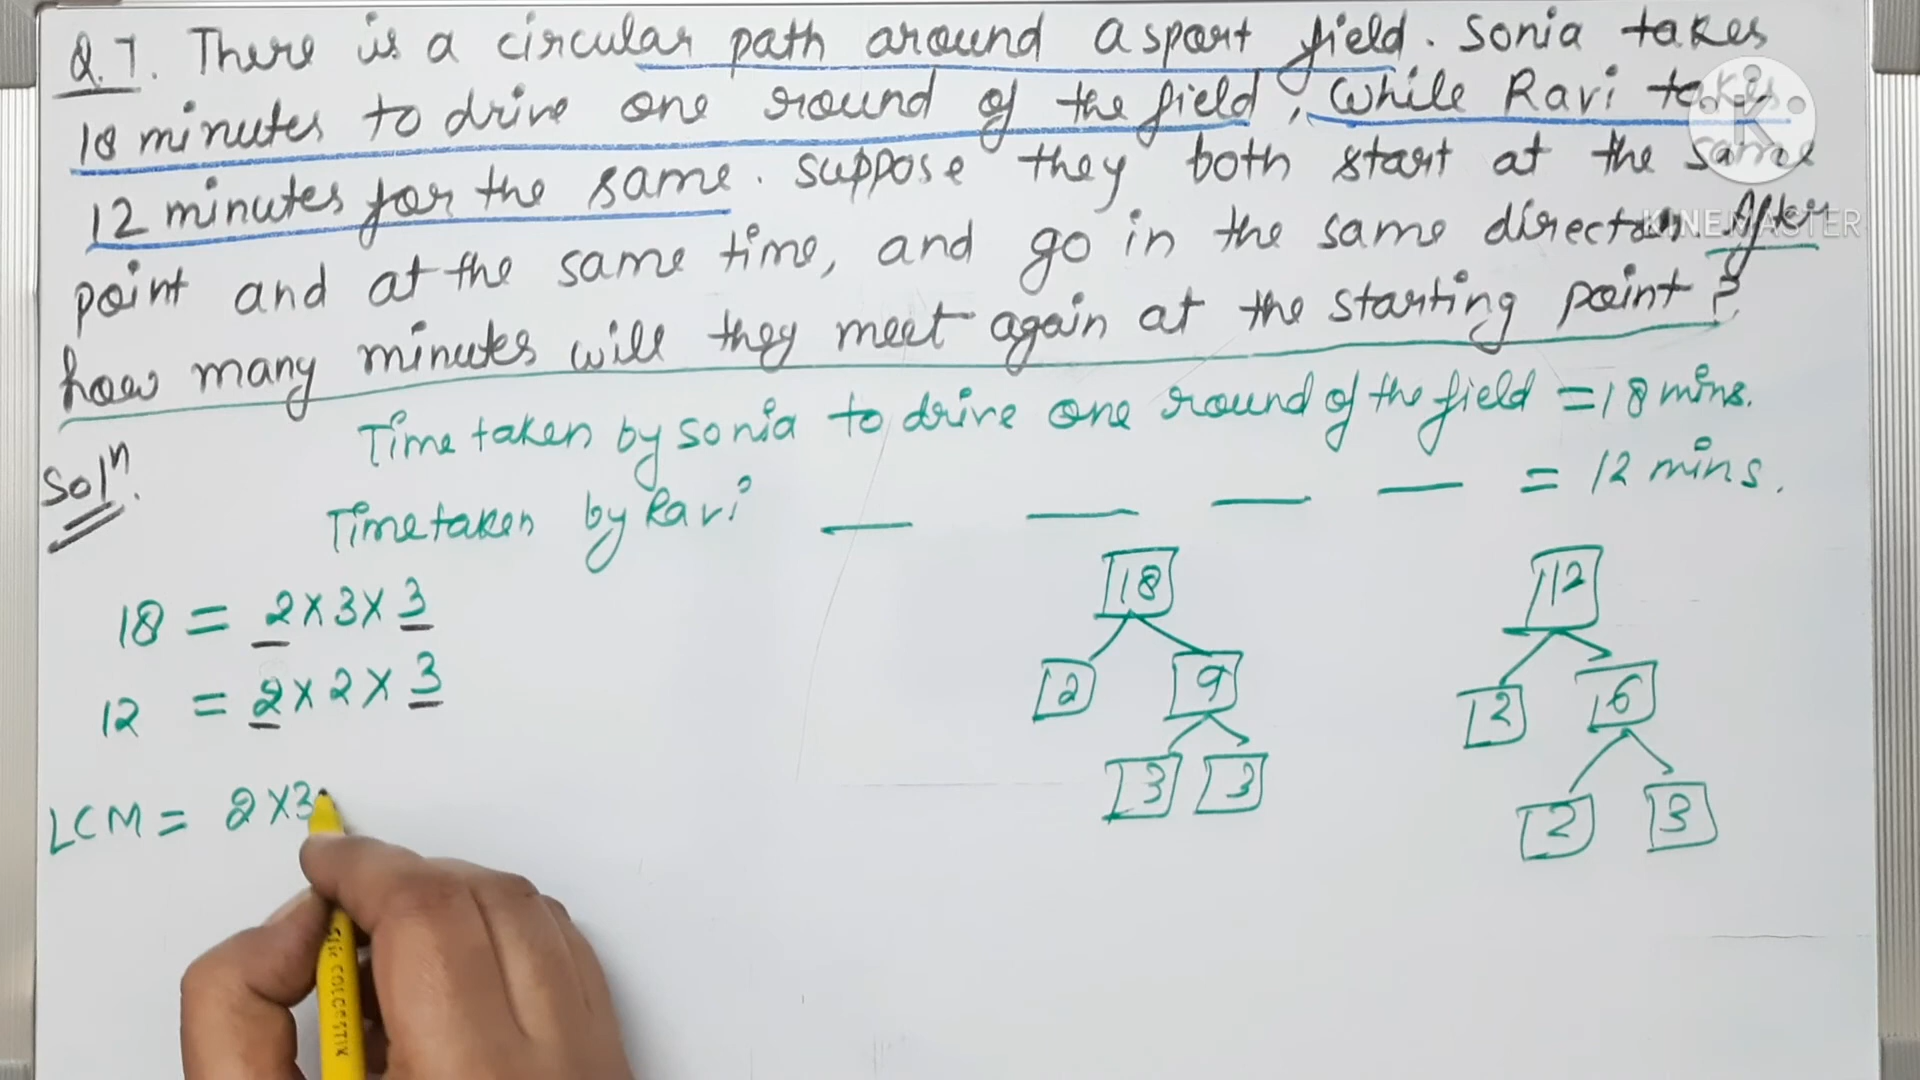 Q.7. There is a circular path around a sport field. Sonia takes
18 minutes to drive one round of the field, while Ravi takes
12 minutes for the same. suppose they both start at the same
point and at the same time, and go in the same direction. After
how many minutes will they meet again at the starting point?
KINEMASTER
Soln.
Time taken by Sonia to drive one round of the field = 18 mins.
Time taken by Ravi — — — — = 12 mins.
18 = 2 × 3 × 3
12 = 2 × 2 × 3
LCM = 2 × 3
18
2 9
3 3
12
2 6
2 3